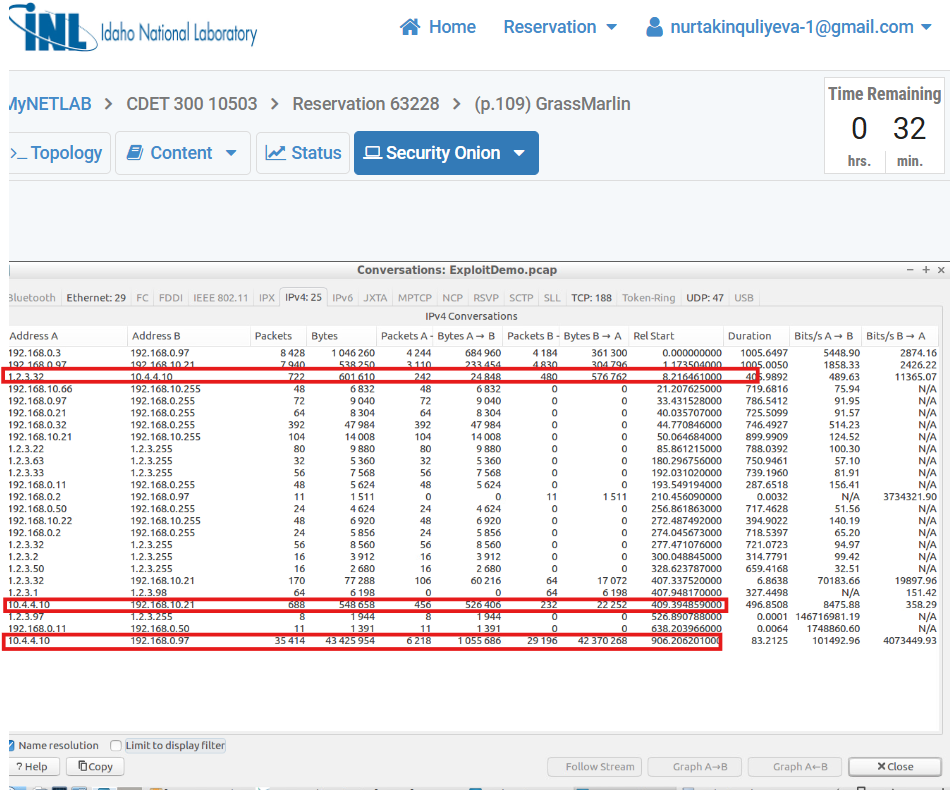 INL Idaho National Laboratory Home Reservation nurtakinquliyeva-1@gmail.com
MyNETLAB > CDET 300 10503 > Reservation 63228 > (p.109) GrassMarlin
Time Remaining
0 32
hrs. min.
>_ Topology Content Status Security Onion
Conversations: ExploitDemo.pcap
Bluetooth Ethernet: 29 FC FDDI IEEE 802.11 IPX IPv4: 25 IPv6 JXTA MPTCP NCP RSVP SCTP SLL TCP: 188 Token-Ring UDP: 47 USB
IPv4 Conversations
Address A Address B Packets Bytes Packets A - Bytes A → B Packets B - Bytes B → A Rel Start Duration Bits/s A → B Bits/s B → A
192.168.0.3 192.168.0.97 8 428 1 046 260 4 244 684 960 4 184 361 300 0.000000000 1005.6497 5448.90 2874.16
192.168.0.97 192.168.10.21 7 940 538 250 3 110 233 454 4 830 304 796 1.173504000 1005.0050 1858.33 2426.22
1.2.3.32 10.4.4.10 722 601 610 242 24 848 480 576 762 8.216461000 405.9892 489.63 11365.07
192.168.10.66 192.168.10.255 48 6 832 48 6 832 0 0 21.207625000 719.6816 75.94 N/A
192.168.0.97 192.168.0.255 72 9 040 72 9 040 0 0 33.431528000 786.5412 91.95 N/A
192.168.0.21 192.168.0.255 64 8 304 64 8 304 0 0 40.035707000 725.5099 91.57 N/A
192.168.0.32 192.168.0.255 392 47 984 392 47 984 0 0 44.770846000 746.4927 514.23 N/A
192.168.10.21 192.168.10.255 104 14 008 104 14 008 0 0 50.064684000 899.9909 124.52 N/A
1.2.3.22 1.2.3.255 80 9 880 80 9 880 0 0 85.861215000 788.0392 100.30 N/A
1.2.3.63 1.2.3.255 32 5 360 32 5 360 0 0 180.296756000 750.9461 57.10 N/A
1.2.3.33 1.2.3.255 56 7 568 56 7 568 0 0 192.031020000 739.1960 81.91 N/A
192.168.0.11 192.168.0.255 48 5 624 48 5 624 0 0 193.549194000 287.6518 156.41 N/A
192.168.0.2 192.168.0.97 11 1 511 0 0 11 1 511 210.456090000 0.0032 N/A 3734321.90
192.168.0.50 192.168.0.255 24 4 624 24 4 624 0 0 256.861863000 717.4628 51.56 N/A
192.168.10.22 192.168.10.255 48 6 920 48 6 920 0 0 272.487492000 394.9022 140.19 N/A
192.168.0.2 192.168.0.255 24 5 856 24 5 856 0 0 274.045673000 718.5397 65.20 N/A
1.2.3.32 1.2.3.255 56 8 560 56 8 560 0 0 277.471076000 721.0723 94.97 N/A
1.2.3.2 1.2.3.255 16 3 912 16 3 912 0 0 300.048845000 314.7791 99.42 N/A
1.2.3.50 1.2.3.255 16 2 680 16 2 680 0 0 328.623787000 659.4168 32.51 N/A
1.2.3.32 192.168.10.21 170 77 288 106 60 216 64 17 072 407.337520000 6.8638 70183.66 19897.96
1.2.3.1 1.2.3.98 64 6 198 0 0 64 6 198 407.948170000 327.4498 N/A 151.42
10.4.4.10 192.168.10.21 688 548 658 456 526 406 232 22 252 409.394859000 496.8508 8475.88 358.29
1.2.3.97 1.2.3.255 8 1 944 8 1 944 0 0 526.890788000 0.0001 146716981.19 N/A
192.168.0.11 192.168.0.50 11 1 391 11 1 391 0 0 638.203966000 0.0064 1748860.60 N/A
10.4.4.10 192.168.0.97 35 414 43 425 954 6 218 1 055 686 29 196 42 370 268 906.206201000 83.2125 101492.96 4073449.93
Name resolution Limit to display filter
? Help Copy Follow Stream Graph A→B Graph A←B Close